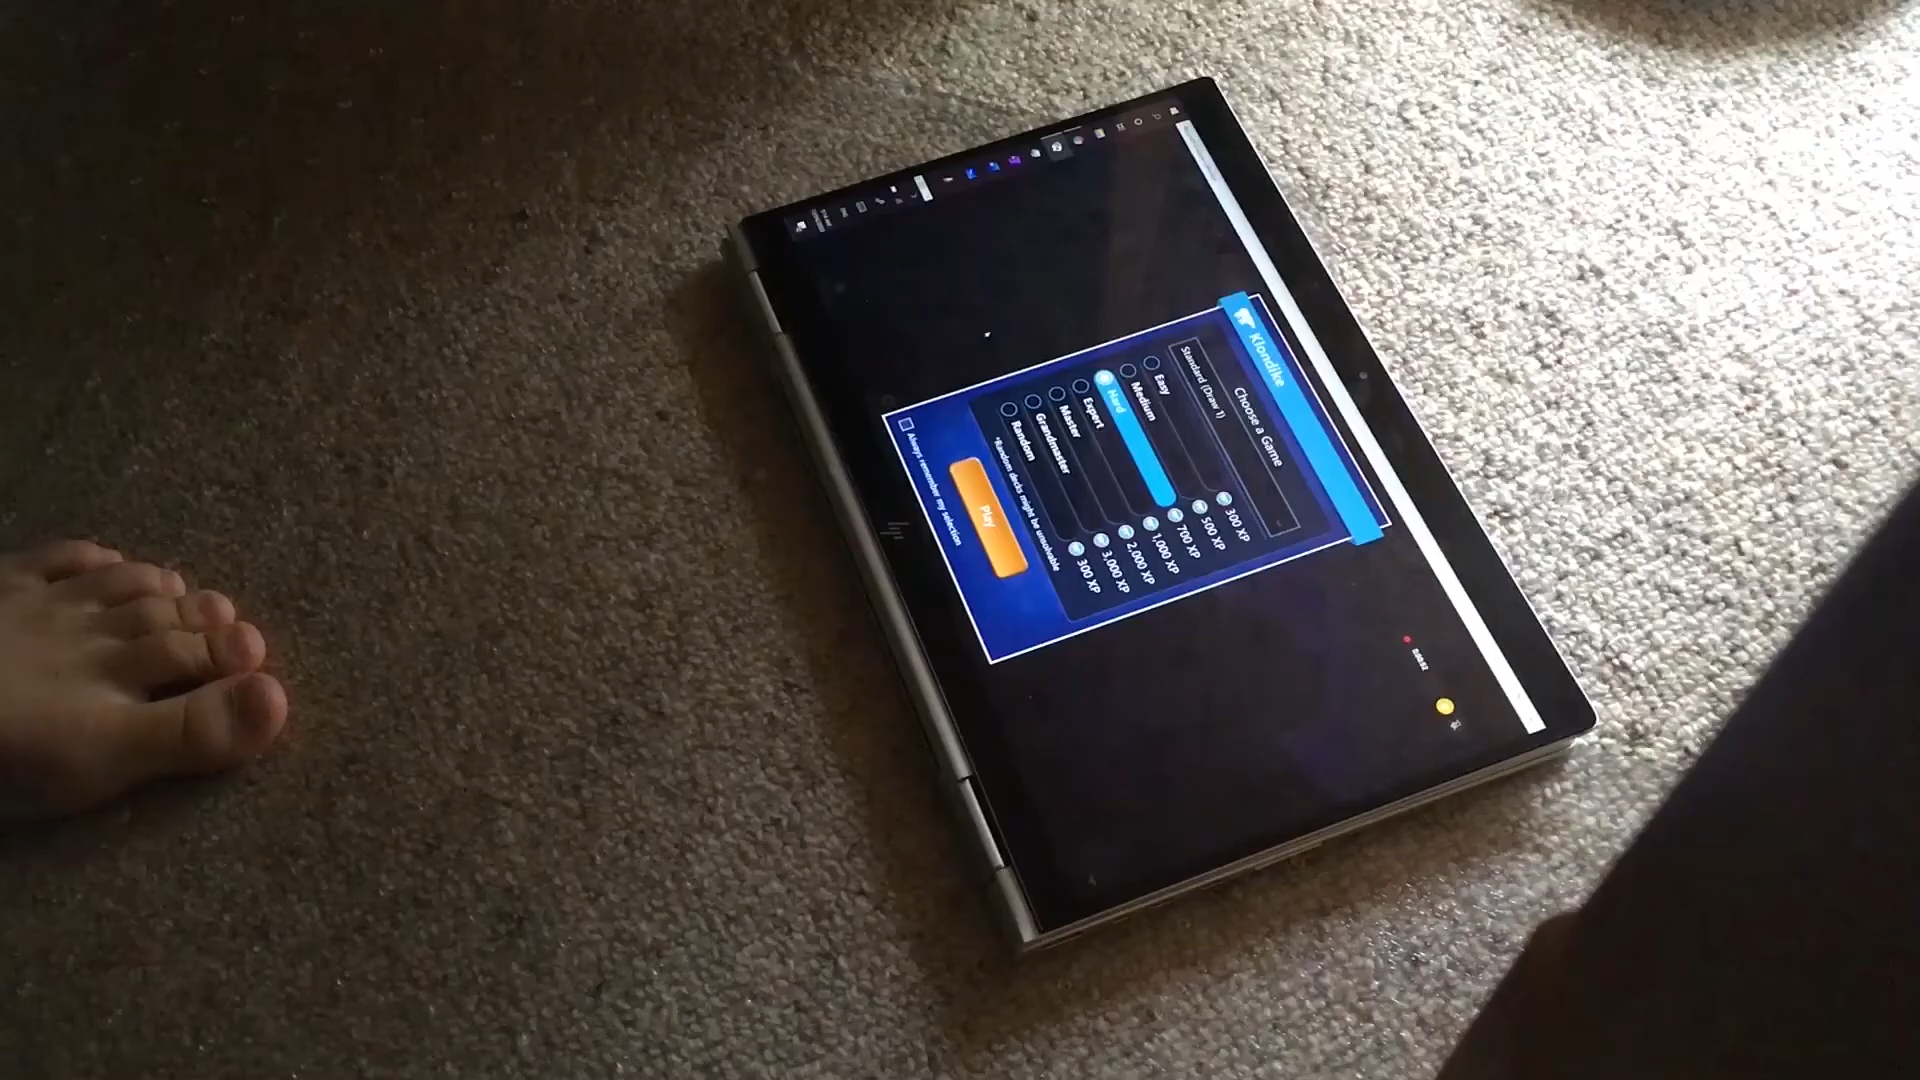 Klondike
Choose a Game
Standard (Draw 1)
Easy 300 XP
Medium 500 XP
Hard 700 XP
Expert 1,000 XP
Master 2,000 XP
Grandmaster 3,000 XP
Random 300 XP
*Random decks might be unsolvable
Play
Always remember my selection
hp